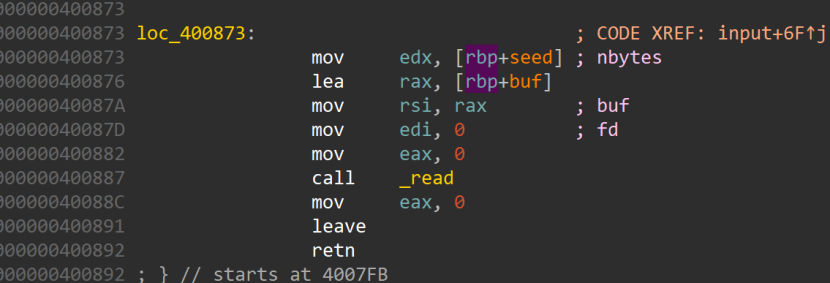 000000400873
000000400873 loc_400873: ; CODE XREF: input+6F↑j
000000400873 mov edx, [rbp+seed] ; nbytes
000000400876 lea rax, [rbp+buf]
00000040087A mov rsi, rax ; buf
00000040087D mov edi, 0 ; fd
000000400882 mov eax, 0
000000400887 call _read
00000040088C mov eax, 0
000000400891 leave
000000400892 retn
000000400892 ; } // starts at 4007FB